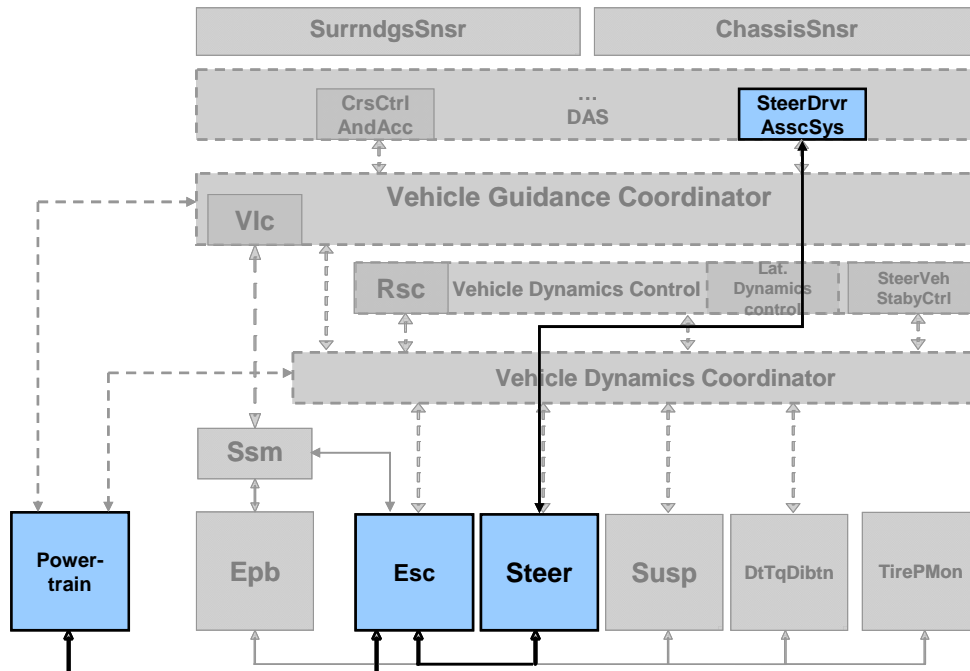 SurrndgsSnsr
ChassisSnsr
CrsCtrl
AndAcc
...
DAS
SteerDrvr
AsscSys
Vehicle Guidance Coordinator
Vlc
Rsc
Vehicle Dynamics Control
Lat.
Dynamics
control
SteerVeh
StabyCtrl
Vehicle Dynamics Coordinator
Ssm
Power-
train
Epb
Esc
Steer
Susp
DtTqDibtn
TirePMon